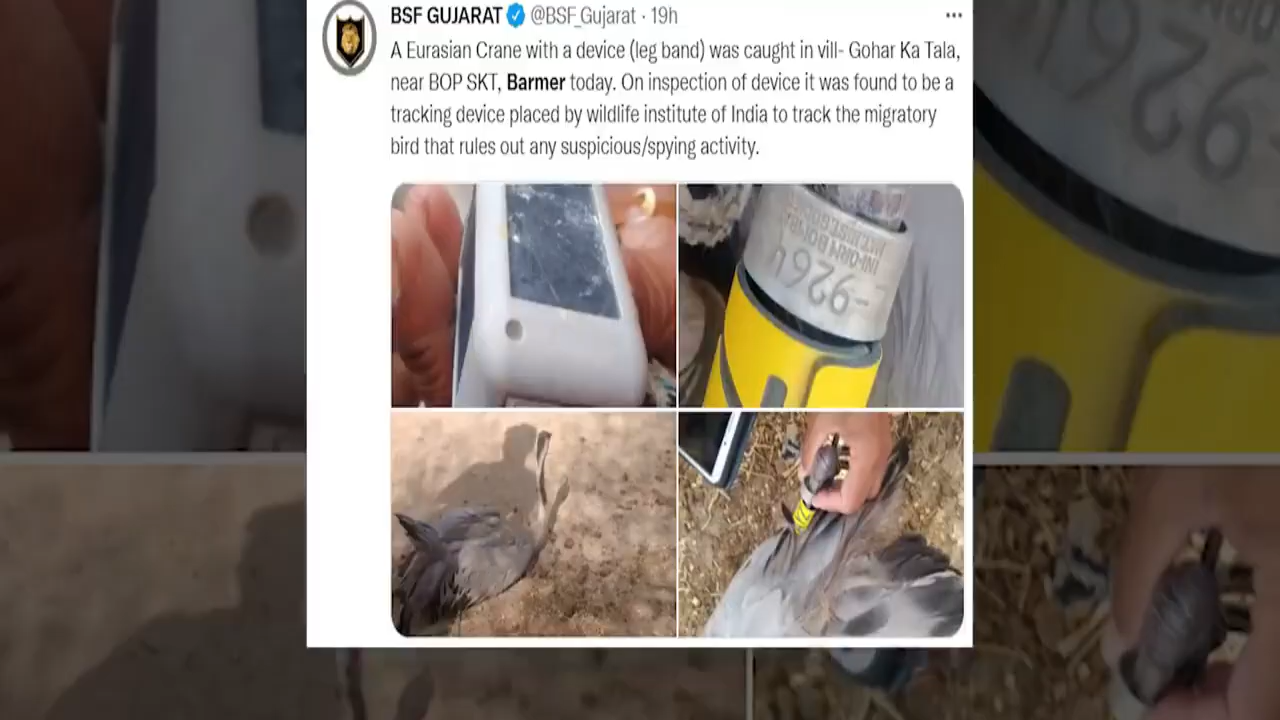 BSF GUJARAT @BSF_Gujarat · 19h
A Eurasian Crane with a device (leg band) was caught in vill- Gohar Ka Tala,
near BOP SKT, Barmer today. On inspection of device it was found to be a
tracking device placed by wildlife institute of India to track the migratory
bird that rules out any suspicious/spying activity.
-926